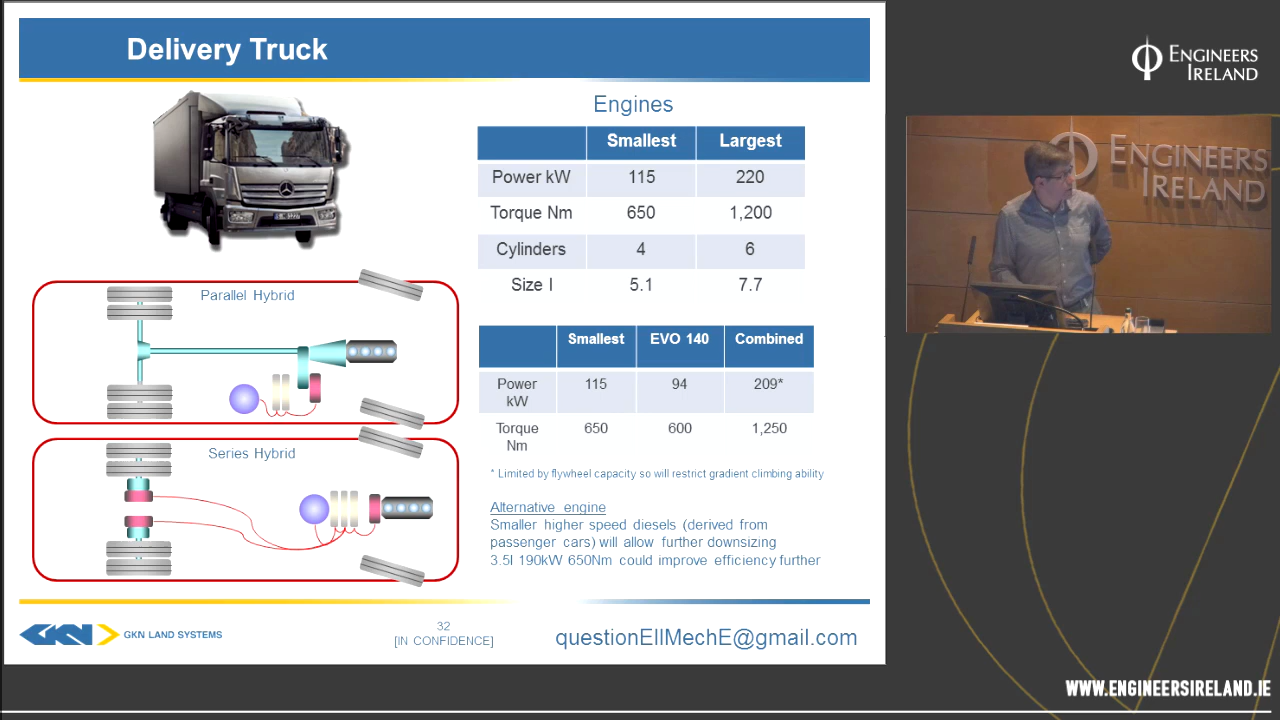 Delivery Truck
Engines
Smallest Largest
Power kW 115 220
Torque Nm 650 1,200
Cylinders 4 6
Size l 5.1 7.7
Parallel Hybrid
Smallest EVO 140 Combined
Power kW 115 94 209*
Torque Nm 650 600 1,250
Series Hybrid
* Limited by flywheel capacity so will restrict gradient climbing ability
Alternative engine
Smaller higher speed diesels (derived from
passenger cars) will allow further downsizing
3.5l 190kW 650Nm could improve efficiency further
GKN GKN LAND SYSTEMS
32
[IN CONFIDENCE]
questionEIIMechE@gmail.com
ENGINEERS
IRELAND
ENGINEERS
IRELAND
WWW.ENGINEERSIRELAND.IE